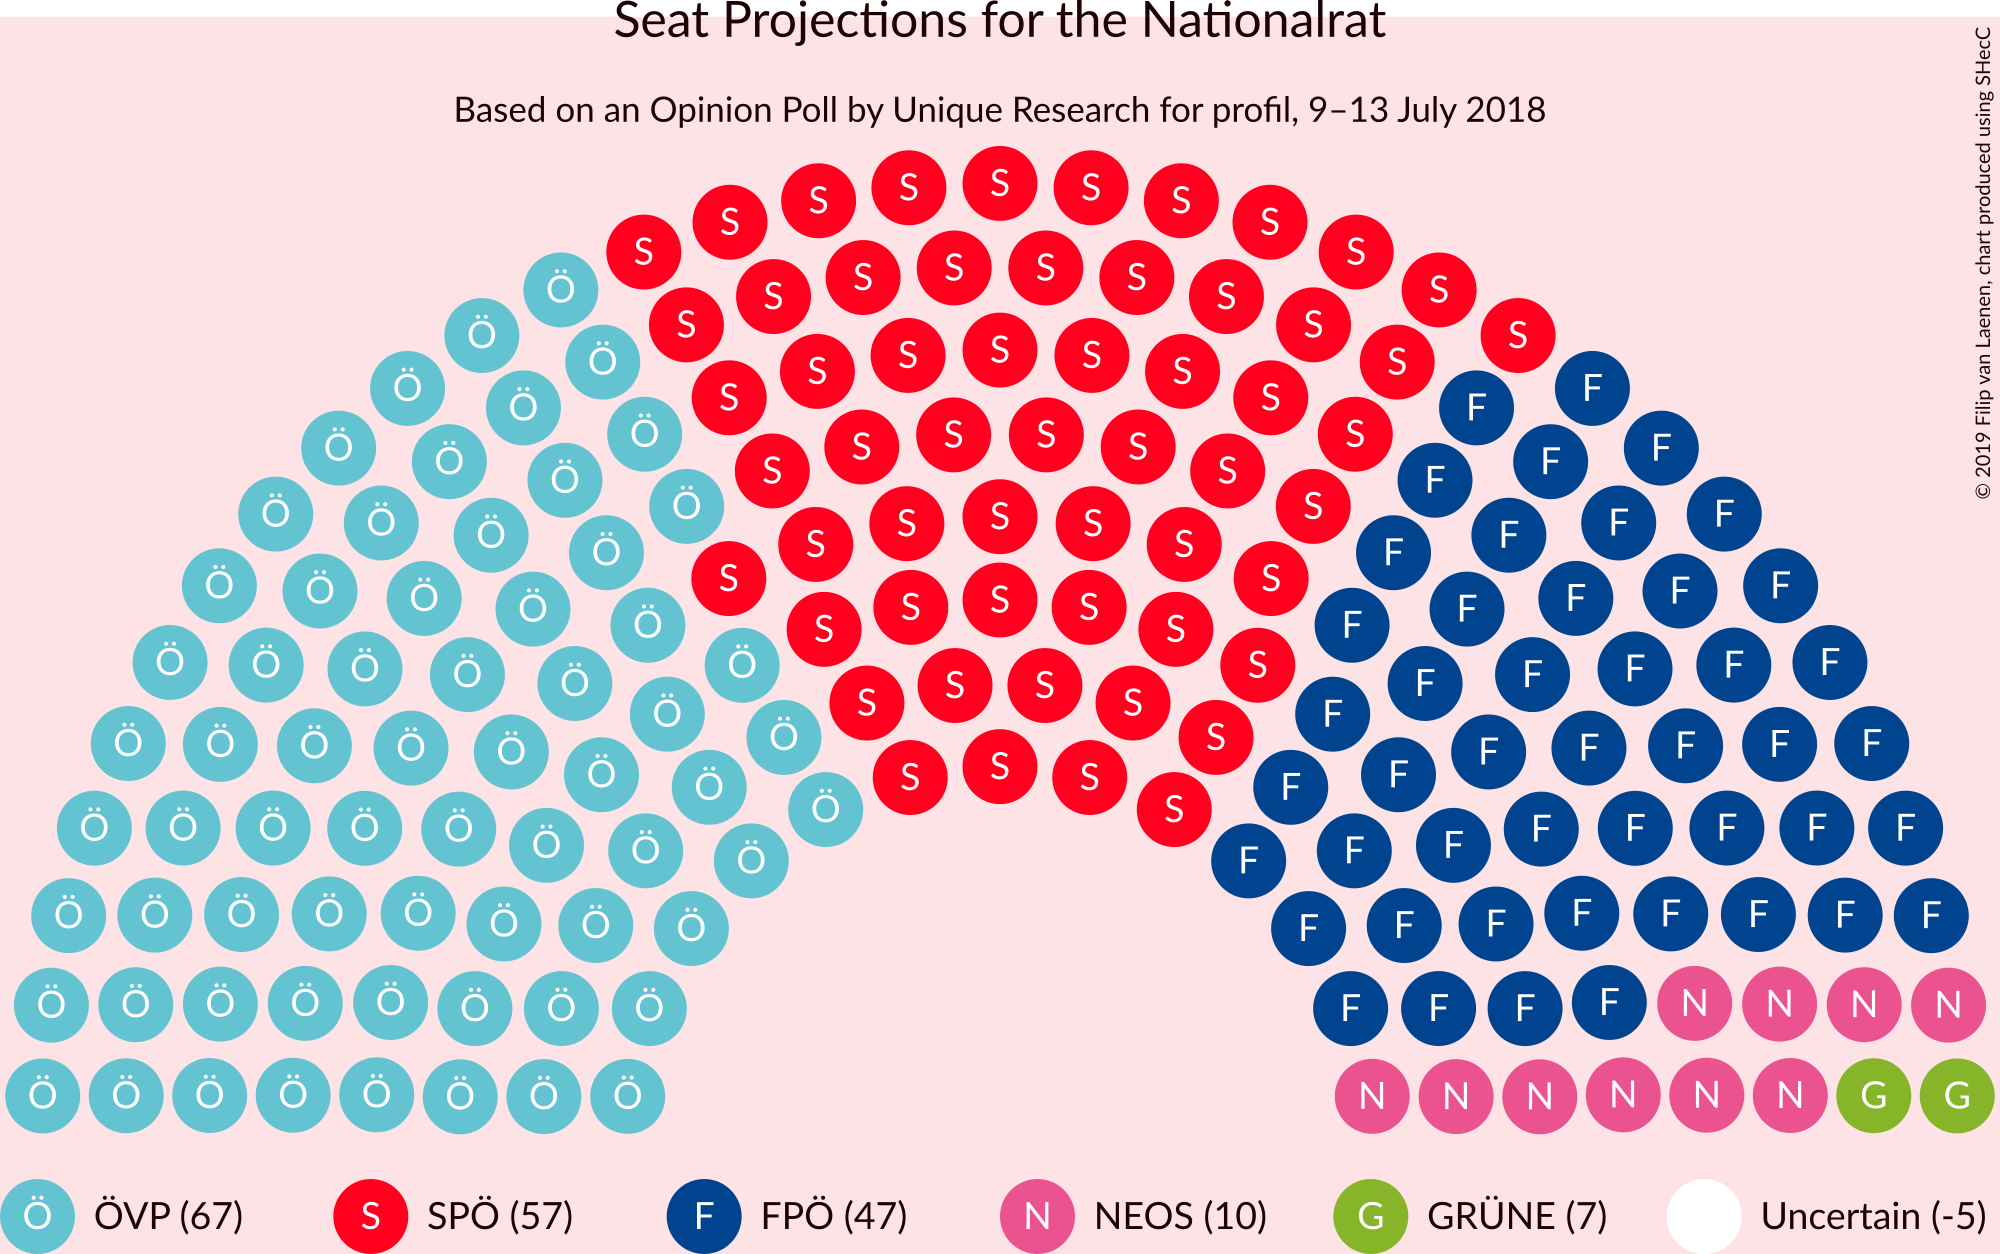 Seat Projections for the Nationalrat
Based on an Opinion Poll by Unique Research for profil, 9–13 July 2018
© 2019 Filip van Laenen, chart produced using SHecC
Ö ÖVP (67) S SPÖ (57) F FPÖ (47) N NEOS (10) G GRÜNE (7) Uncertain (-5)